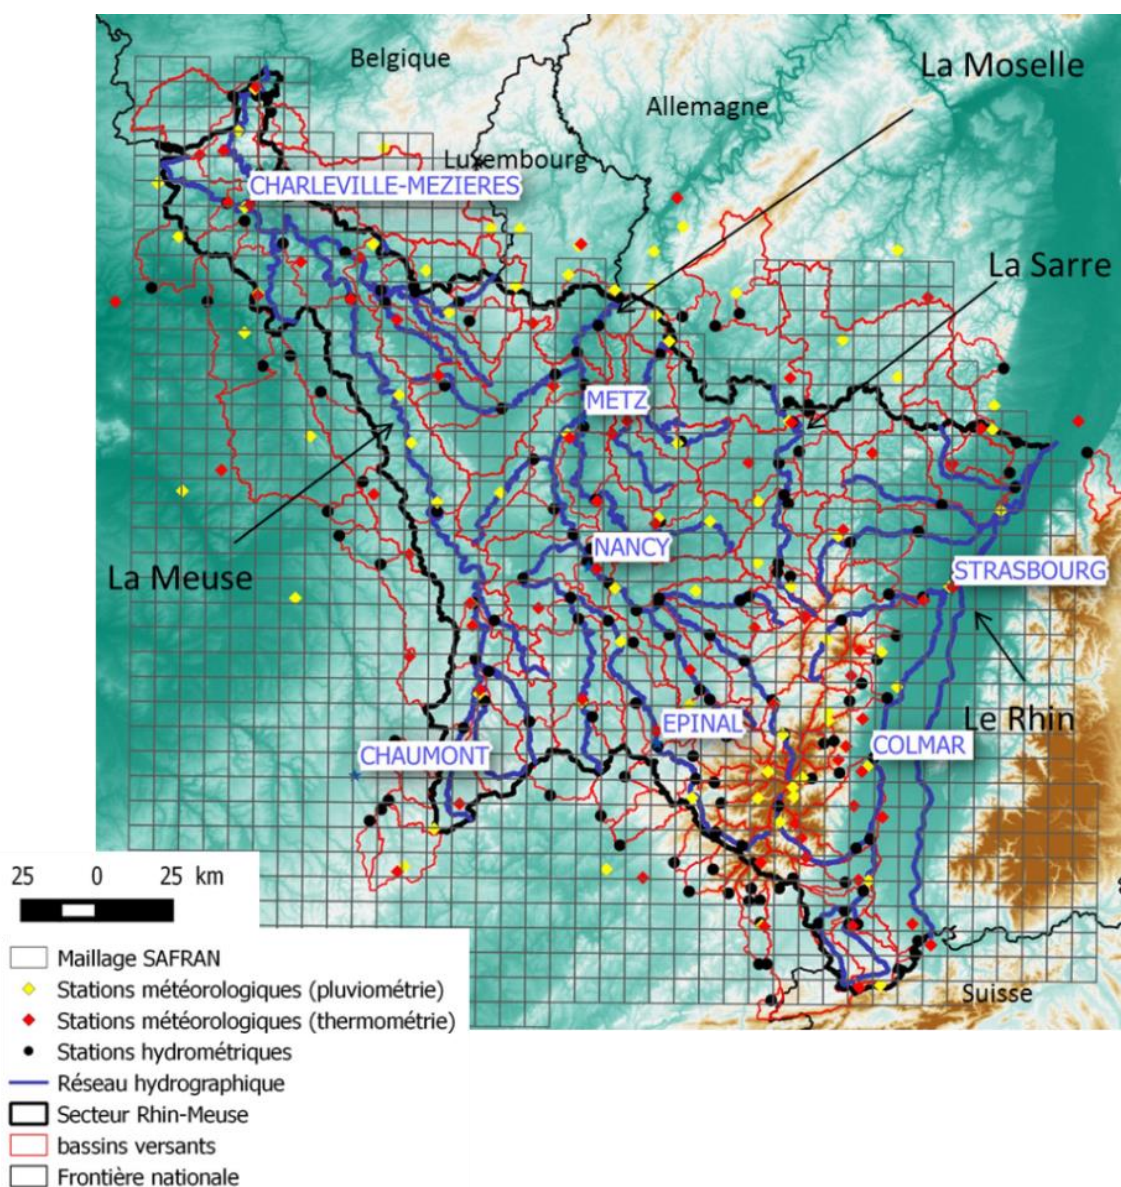 Belgique
La Moselle
Allemagne
Luxembourg
CHARLEVILLE-MEZIERES
La Sarre
METZ
NANCY
La Meuse
STRASBOURG
Le Rhin
EPINAL
COLMAR
CHAUMONT
25 0 25 km
Suisse
Maillage SAFRAN
Stations météorologiques (pluviométrie)
Stations météorologiques (thermométrie)
Stations hydrométriques
Réseau hydrographique
Secteur Rhin-Meuse
bassins versants
Frontière nationale